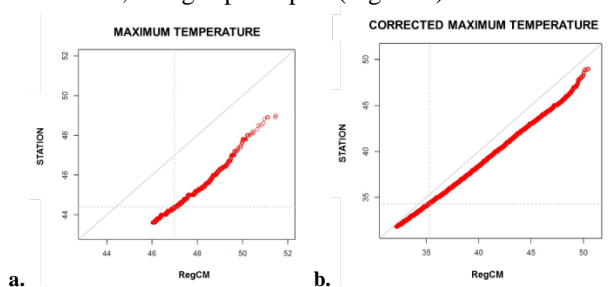 MAXIMUM TEMPERATURE
STATION
52
50
48
46
44
44 46 48 50 52
RegCM
a.
CORRECTED MAXIMUM TEMPERATURE
STATION
50
45
40
35
35 40 45 50
RegCM
b.